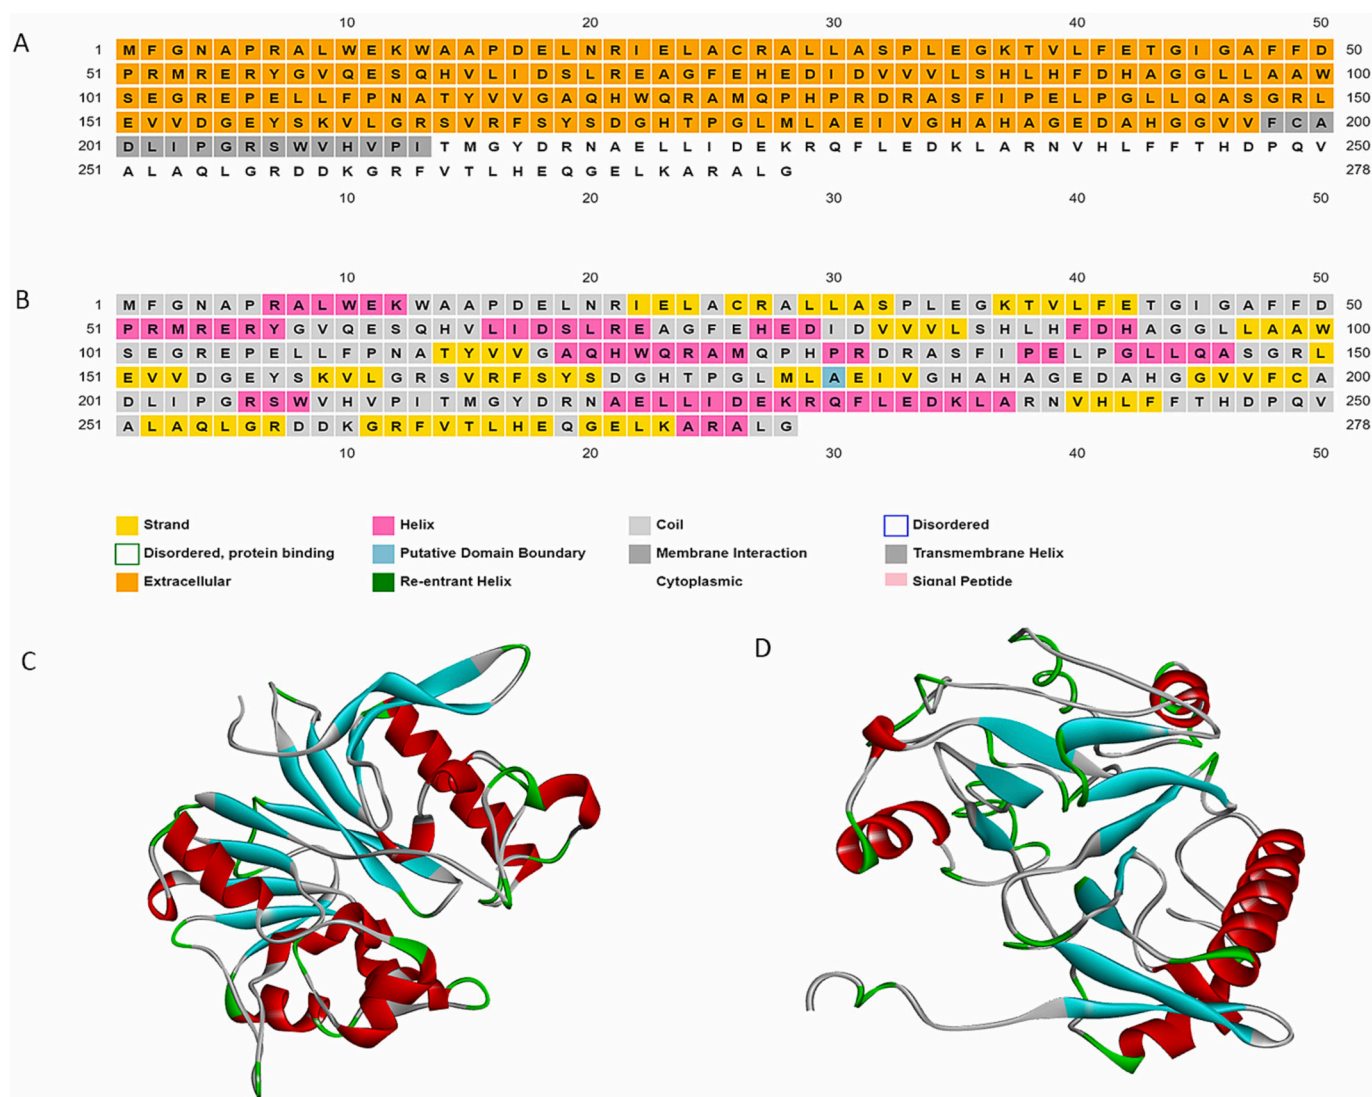 10 20 30 40 50
A
1 M F G N A P R A L W E K W A A P D E L N R I E L A C R A L L A S P L E G K T V L F E T G I G A F F D 50
51 P R M R E R Y G V Q E S Q H V L I D S L R E A G F E H E D I D V V V L S H L H F D H A G G L L A A W 100
101 S E G R E P E L L F P N A T Y V V G A Q H W Q R A M Q P H P R D R A S F I P E L P G L L Q A S G R L 150
151 E V V D G E Y S K V L G R S V R F S Y S D G H T P G L M L A E I V G H A H A G E D A H G G V V F C A 200
201 D L I P G R S W V H V P I T M G Y D R N A E L L I D E K R Q F L E D K L A R N V H L F F T H D P Q V 250
251 A L A Q L G R D D K G R F V T L H E Q G E L K A R A L G 278
10 20 30 40 50
10 20 30 40 50
B
1 M F G N A P R A L W E K W A A P D E L N R I E L A C R A L L A S P L E G K T V L F E T G I G A F F D 50
51 P R M R E R Y G V Q E S Q H V L I D S L R E A G F E H E D I D V V V L S H L H F D H A G G L L A A W 100
101 S E G R E P E L L F P N A T Y V V G A Q H W Q R A M Q P H P R D R A S F I P E L P G L L Q A S G R L 150
151 E V V D G E Y S K V L G R S V R F S Y S D G H T P G L M L A E I V G H A H A G E D A H G G V V F C A 200
201 D L I P G R S W V H V P I T M G Y D R N A E L L I D E K R Q F L E D K L A R N V H L F F T H D P Q V 250
251 A L A Q L G R D D K G R F V T L H E Q G E L K A R A L G 278
10 20 30 40 50
Strand Helix Coil Disordered
Disordered, protein binding Putative Domain Boundary Membrane Interaction Transmembrane Helix
Extracellular Re-entrant Helix Cytoplasmic Signal Peptide
C D